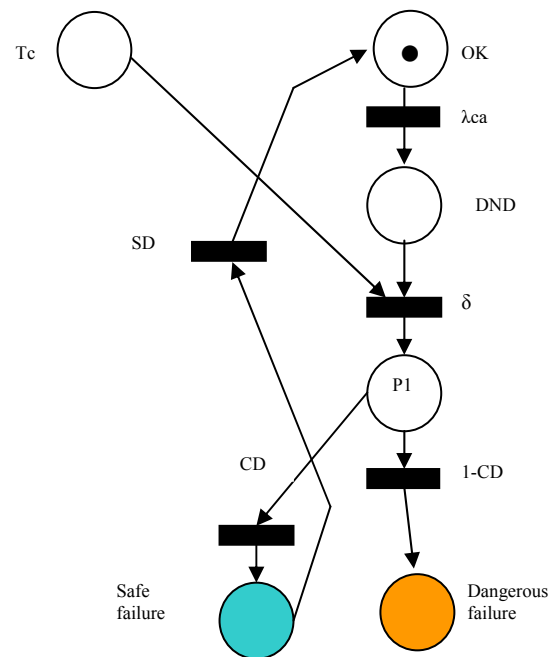 Tc
OK
λca
DND
SD
δ
P1
CD
1-CD
Safe
failure
Dangerous
failure